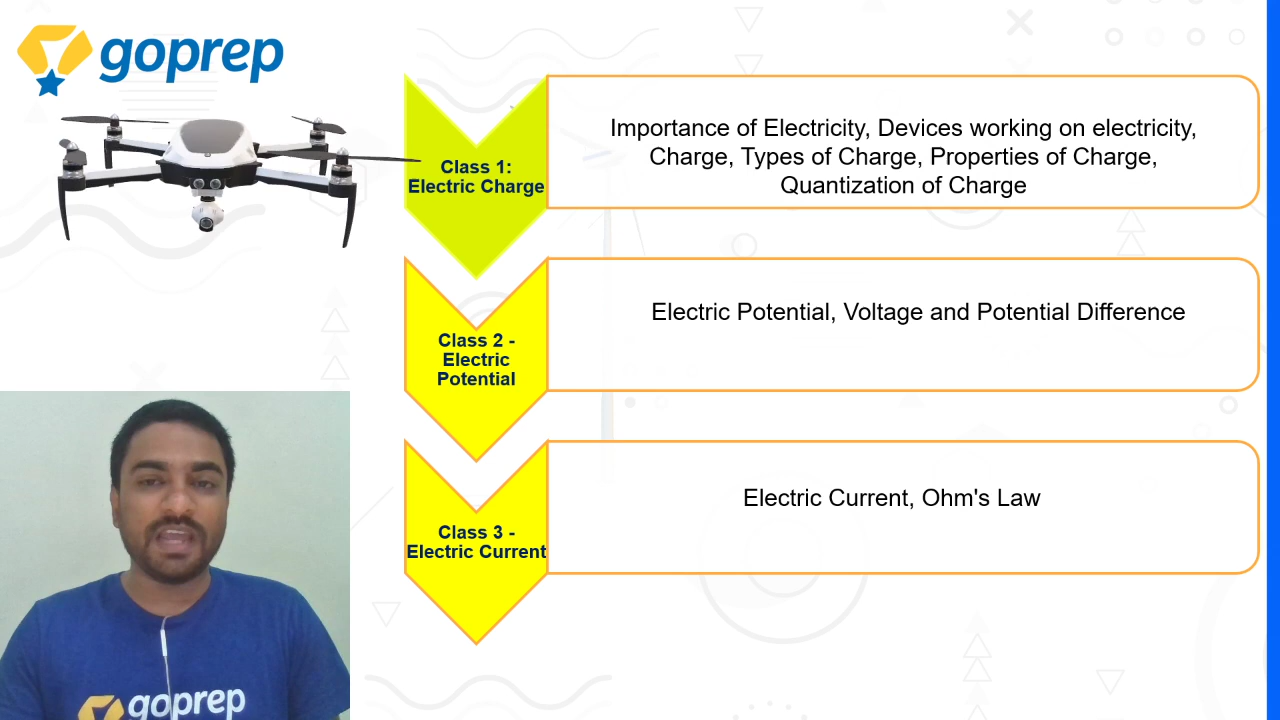 goprep
Class 1:
Electric Charge
Importance of Electricity, Devices working on electricity,
Charge, Types of Charge, Properties of Charge,
Quantization of Charge
Class 2 -
Electric
Potential
Electric Potential, Voltage and Potential Difference
Class 3 -
Electric Current
Electric Current, Ohm's Law
goprep